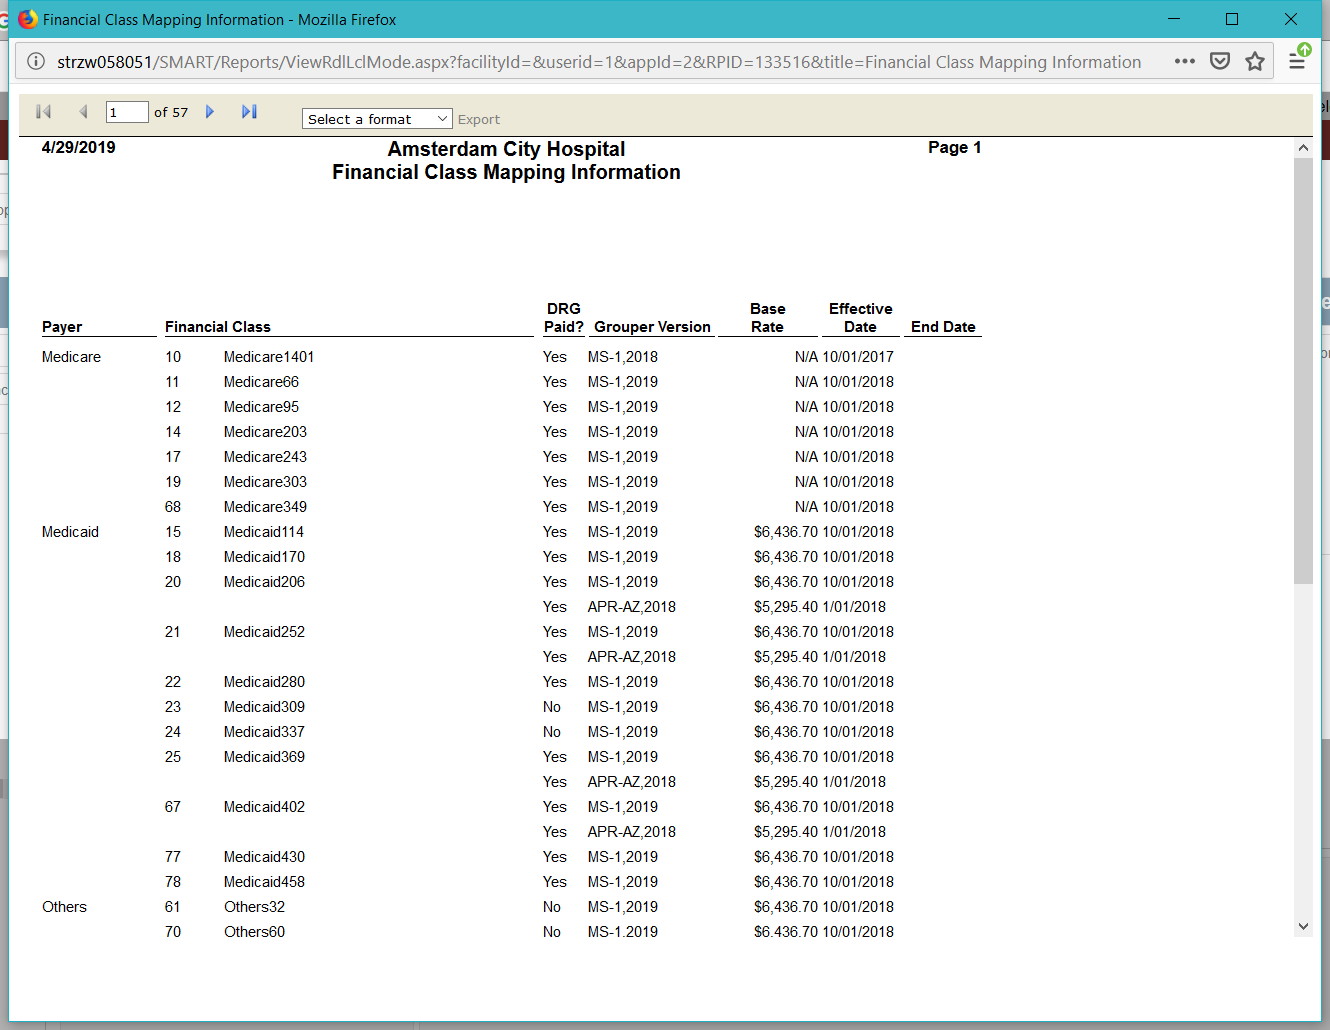 Financial Class Mapping Information - Mozilla Firefox
strzw058051/SMART/Reports/ViewRdlLclMode.aspx?facilityId=&userid=1&appId=2&RPID=133516&title=Financial Class Mapping Information
1 of 57 Select a format Export
4/29/2019 Amsterdam City Hospital Page 1
Financial Class Mapping Information
DRG Base Effective
Payer Financial Class Paid? Grouper Version Rate Date End Date
Medicare 10 Medicare1401 Yes MS-1,2018 N/A 10/01/2017
11 Medicare66 Yes MS-1,2019 N/A 10/01/2018
12 Medicare95 Yes MS-1,2019 N/A 10/01/2018
14 Medicare203 Yes MS-1,2019 N/A 10/01/2018
17 Medicare243 Yes MS-1,2019 N/A 10/01/2018
19 Medicare303 Yes MS-1,2019 N/A 10/01/2018
68 Medicare349 Yes MS-1,2019 N/A 10/01/2018
Medicaid 15 Medicaid114 Yes MS-1,2019 $6,436.70 10/01/2018
18 Medicaid170 Yes MS-1,2019 $6,436.70 10/01/2018
20 Medicaid206 Yes MS-1,2019 $6,436.70 10/01/2018
Yes APR-AZ,2018 $5,295.40 1/01/2018
21 Medicaid252 Yes MS-1,2019 $6,436.70 10/01/2018
Yes APR-AZ,2018 $5,295.40 1/01/2018
22 Medicaid280 Yes MS-1,2019 $6,436.70 10/01/2018
23 Medicaid309 No MS-1,2019 $6,436.70 10/01/2018
24 Medicaid337 No MS-1,2019 $6,436.70 10/01/2018
25 Medicaid369 Yes MS-1,2019 $6,436.70 10/01/2018
Yes APR-AZ,2018 $5,295.40 1/01/2018
67 Medicaid402 Yes MS-1,2019 $6,436.70 10/01/2018
Yes APR-AZ,2018 $5,295.40 1/01/2018
77 Medicaid430 Yes MS-1,2019 $6,436.70 10/01/2018
78 Medicaid458 Yes MS-1,2019 $6,436.70 10/01/2018
Others 61 Others32 No MS-1,2019 $6,436.70 10/01/2018
70 Others60 No MS-1,2019 $6,436.70 10/01/2018